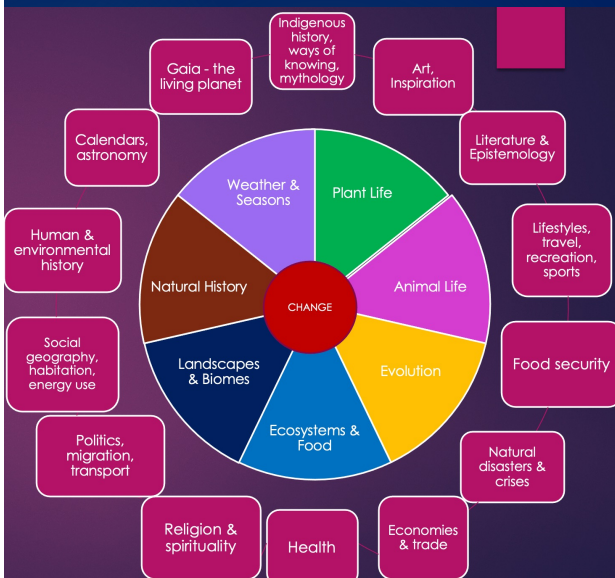 Indigenous
history,
ways of
knowing,
mythology
Art,
Inspiration
Literature &
Epistemology
Lifestyles,
travel,
recreation,
sports
Food security
Natural
disasters &
crises
Economies
& trade
Health
Religion &
spirituality
Politics,
migration,
transport
Social
geography,
habitation,
energy use
Human &
environmental
history
Calendars,
astronomy
Gaia - the
living planet
Plant Life
Animal Life
Evolution
Ecosystems &
Food
Landscapes
& Biomes
Natural History
Weather &
Seasons
CHANGE